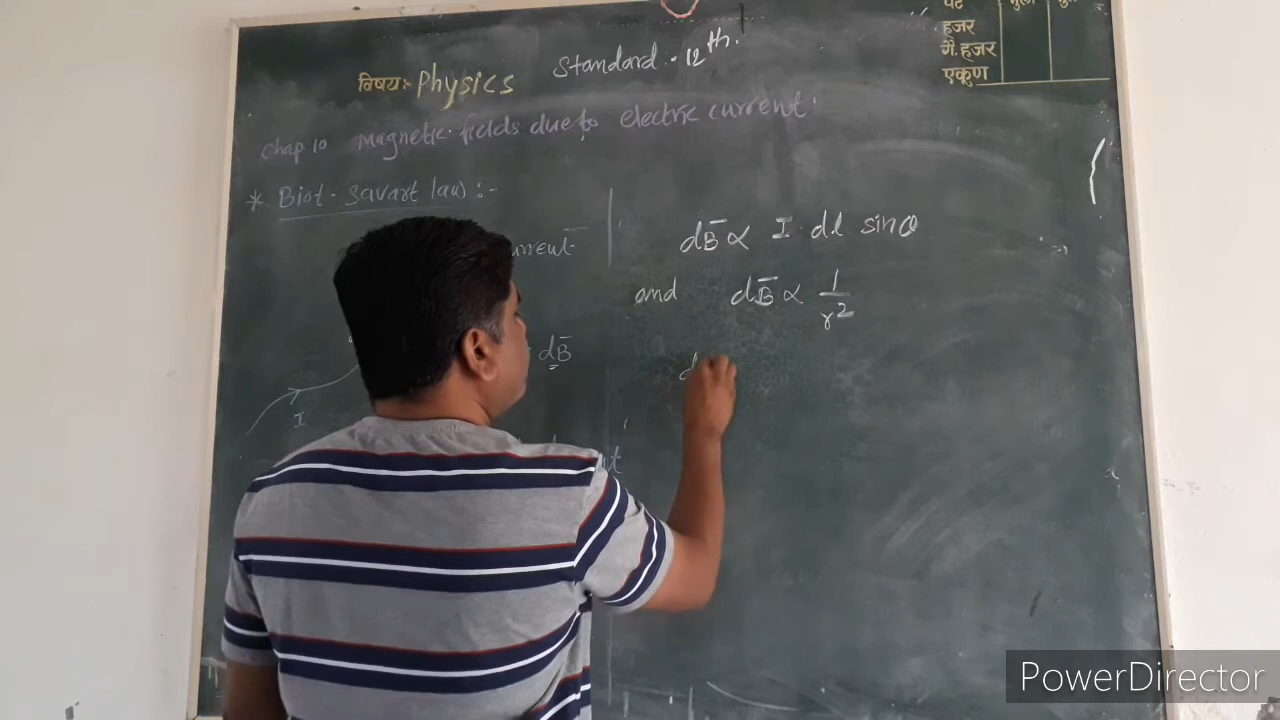 विषय:- Physics Standard :- 12th.
Chap 10 Magnetic fields due to electric current.
* Biot-Savart law :-
urrent
dB̅
I
dB̅ ∝ I·dl sinθ
and dB̅ ∝ 1/r²
d
हजर
गै.हजर
एकूण
PowerDirector